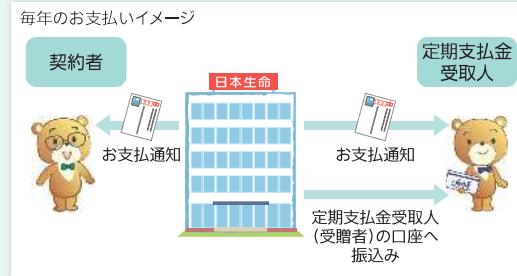 毎年のお支払いイメージ
契約者
日本生命
定期支払金
受取人
お支払通知
お支払通知
定期支払金受取人
(受贈者)の口座へ
振込み